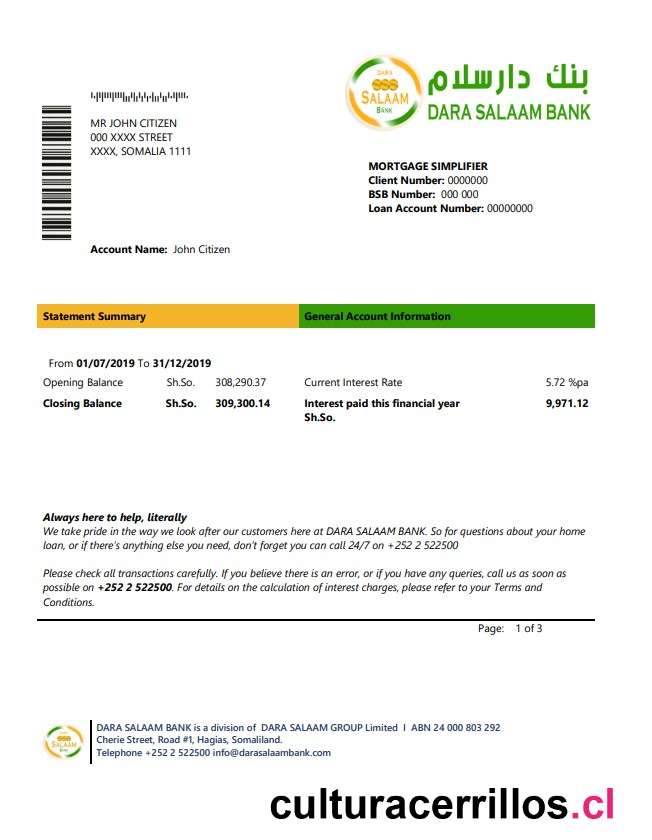 DARA
SALAAM
BANK
بنك دارسلام
DARA SALAAM BANK
MR JOHN CITIZEN
000 XXXX STREET
XXXX, SOMALIA 1111
MORTGAGE SIMPLIFIER
Client Number: 0000000
BSB Number: 000 000
Loan Account Number: 00000000
Account Name: John Citizen
Statement Summary
General Account Information
From 01/07/2019 To 31/12/2019
Opening Balance Sh.So. 308,290.37
Current Interest Rate 5.72 %pa
Closing Balance Sh.So. 309,300.14
Interest paid this financial year 9,971.12
Sh.So.
Always here to help, literally
We take pride in the way we look after our customers here at DARA SALAAM BANK. So for questions about your home
loan, or if there's anything else you need, don't forget you can call 24/7 on +252 2 522500
Please check all transactions carefully. If you believe there is an error, or if you have any queries, call us as soon as
possible on +252 2 522500. For details on the calculation of interest charges, please refer to your Terms and
Conditions.
Page: 1 of 3
DARA
SALAAM
BANK
DARA SALAAM BANK is a division of DARA SALAAM GROUP Limited I ABN 24 000 803 292
Cherie Street, Road #1, Hagias, Somaliland.
Telephone +252 2 522500 info@darasalaambank.com
culturacerrillos.cl